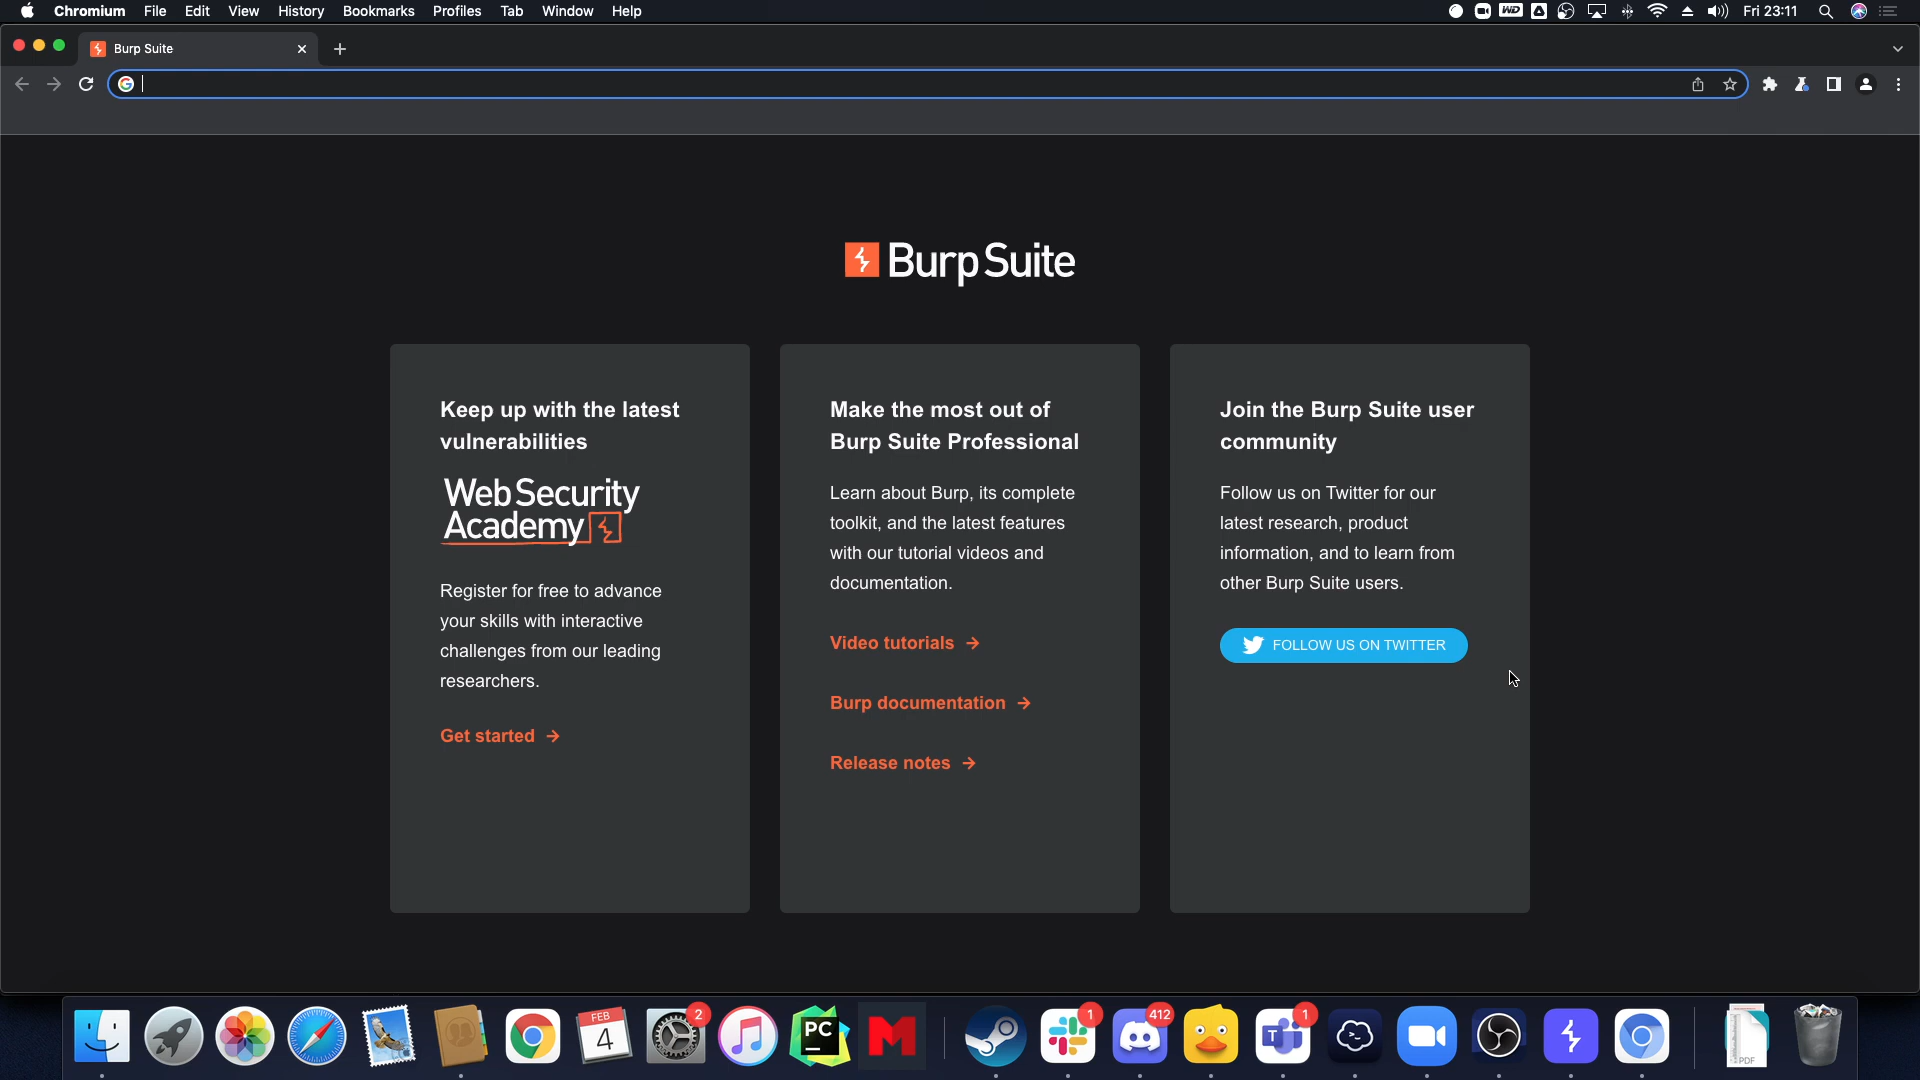 Chromium File Edit View History Bookmarks Profiles Tab Window Help
WD
Fri 23:11
Burp Suite
Burp Suite
Keep up with the latest
vulnerabilities
Web Security
Academy
Register for free to advance
your skills with interactive
challenges from our leading
researchers.
Get started
Make the most out of
Burp Suite Professional
Learn about Burp, its complete
toolkit, and the latest features
with our tutorial videos and
documentation.
Video tutorials
Burp documentation
Release notes
Join the Burp Suite user
community
Follow us on Twitter for our
latest research, product
information, and to learn from
other Burp Suite users.
FOLLOW US ON TWITTER
FEB
4
2
PC
1
412
T
1
PDF